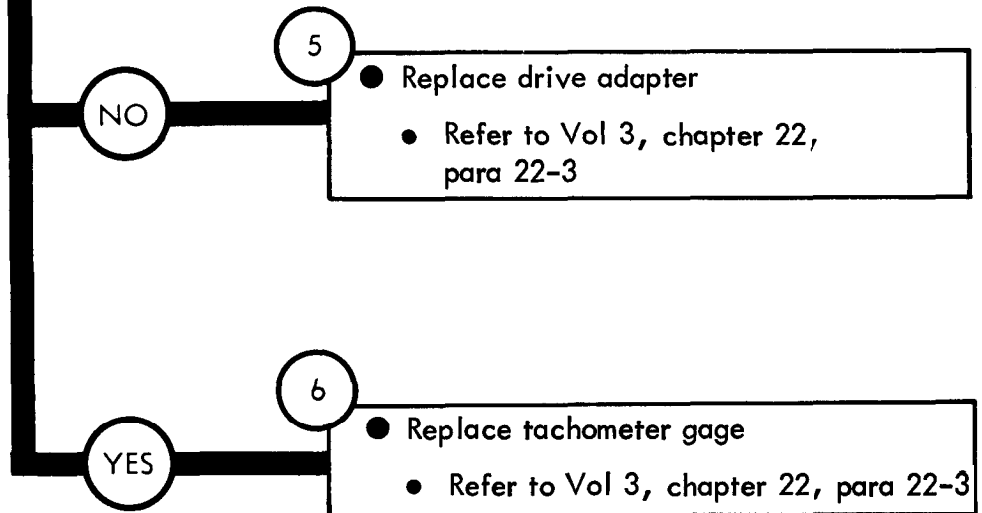 5
● Replace drive adapter
NO
● Refer to Vol 3, chapter 22,
para 22-3
6
● Replace tachometer gage
YES
● Refer to Vol 3, chapter 22, para 22-3